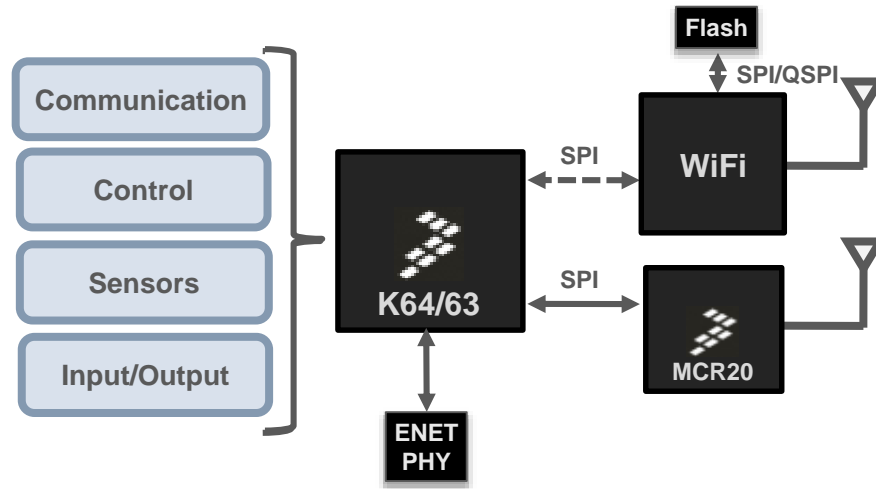 Flash
SPI/QSPI
Communication
Control
Sensors
Input/Output
SPI
WiFi
K64/63
SPI
MCR20
ENET
PHY